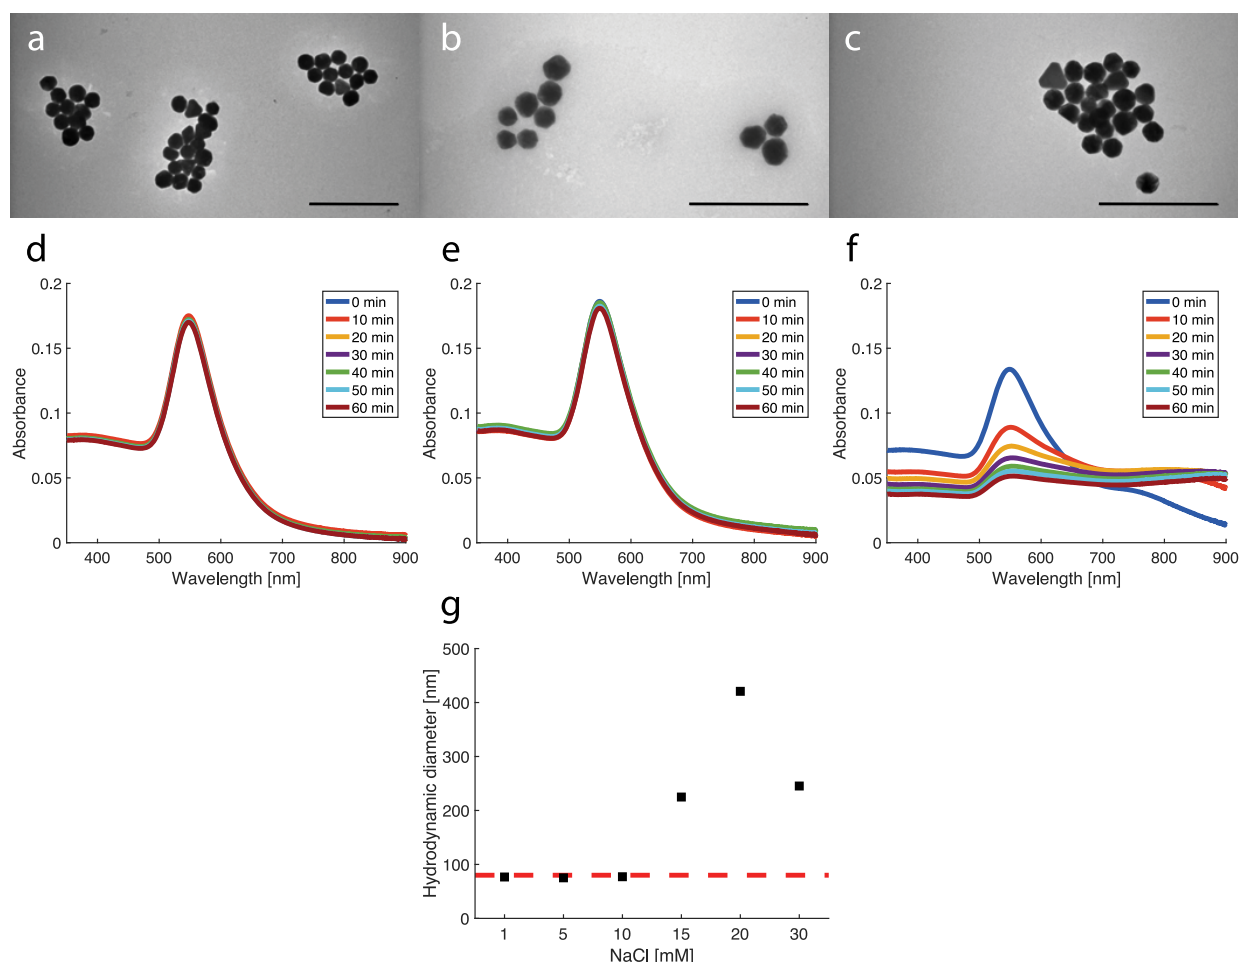 a b c
d e f
0.2
0.15
0.1
0.05
0
Absorbance
400 500 600 700 800 900
Wavelength [nm]
0 min
10 min
20 min
30 min
40 min
50 min
60 min
0.2
0.15
0.1
0.05
0
Absorbance
400 500 600 700 800 900
Wavelength [nm]
0 min
10 min
20 min
30 min
40 min
50 min
60 min
0.2
0.15
0.1
0.05
0
Absorbance
400 500 600 700 800 900
Wavelength [nm]
0 min
10 min
20 min
30 min
40 min
50 min
60 min
g
500
400
300
200
100
0
Hydrodynamic diameter [nm]
1 5 10 15 20 30
NaCl [mM]